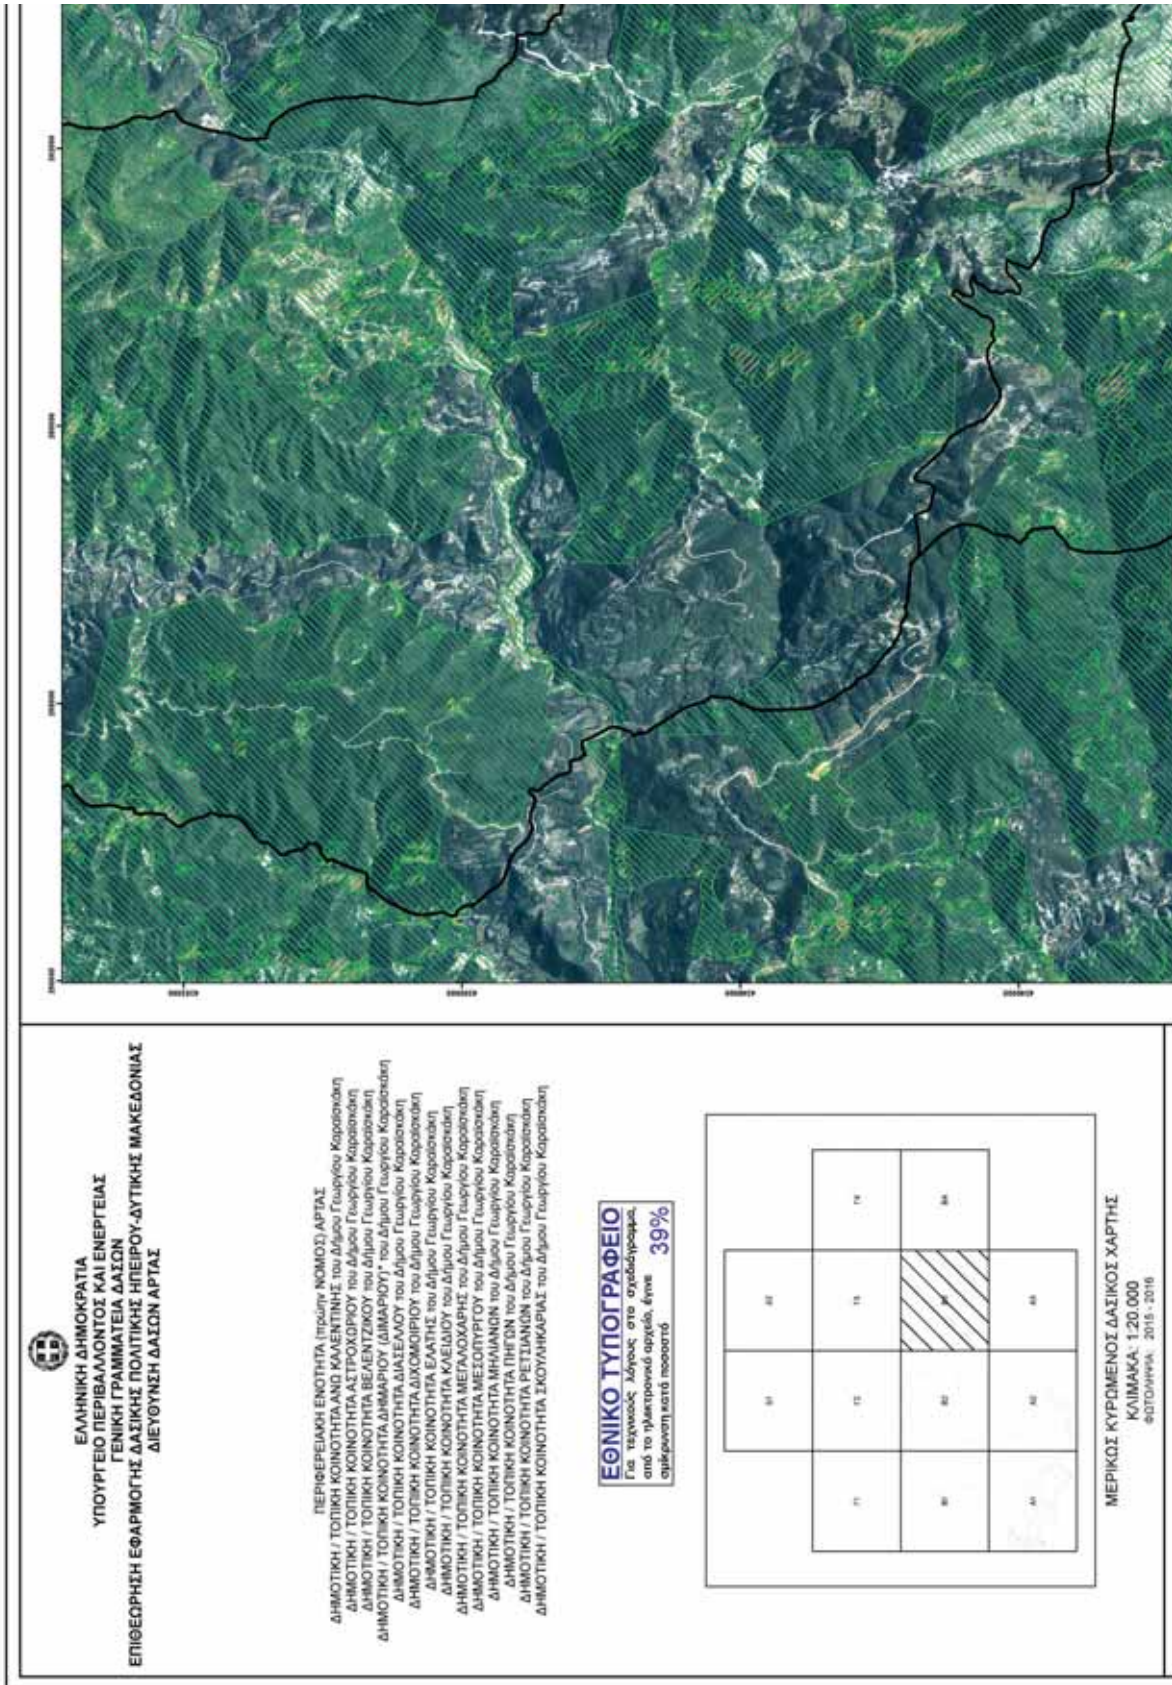 ΕΛΛΗΝΙΚΗ ΔΗΜΟΚΡΑΤΙΑ
ΥΠΟΥΡΓΕΙΟ ΠΕΡΙΒΑΛΛΟΝΤΟΣ ΚΑΙ ΕΝΕΡΓΕΙΑΣ
ΓΕΝΙΚΗ ΓΡΑΜΜΑΤΕΙΑ ΔΑΣΩΝ
ΕΠΙΘΕΩΡΗΣΗ ΕΦΑΡΜΟΓΗΣ ΔΑΣΙΚΗΣ ΠΟΛΙΤΙΚΗΣ ΗΠΕΙΡΟΥ-ΔΥΤΙΚΗΣ ΜΑΚΕΔΟΝΙΑΣ
ΔΙΕΥΘΥΝΣΗ ΔΑΣΩΝ ΑΡΤΑΣ
ΠΕΡΙΦΕΡΕΙΑΚΗ ΕΝΟΤΗΤΑ (πρώην ΝΟΜΟΣ) ΑΡΤΑΣ
ΔΗΜΟΤΙΚΗ / ΤΟΠΙΚΗ ΚΟΙΝΟΤΗΤΑ ΑΝΩ ΚΑΛΕΝΤΙΝΗΣ του Δήμου Γεωργίου Καραϊσκάκη
ΔΗΜΟΤΙΚΗ / ΤΟΠΙΚΗ ΚΟΙΝΟΤΗΤΑ ΑΣΤΡΟΧΩΡΙΟΥ του Δήμου Γεωργίου Καραϊσκάκη
ΔΗΜΟΤΙΚΗ / ΤΟΠΙΚΗ ΚΟΙΝΟΤΗΤΑ ΒΕΛΕΝΤΖΙΚΟΥ του Δήμου Γεωργίου Καραϊσκάκη
ΔΗΜΟΤΙΚΗ / ΤΟΠΙΚΗ ΚΟΙΝΟΤΗΤΑ ΔΗΜΑΡΙΟΥ (ΔΙΜΑΡΙΟΥ)* του Δήμου Γεωργίου Καραϊσκάκη
ΔΗΜΟΤΙΚΗ / ΤΟΠΙΚΗ ΚΟΙΝΟΤΗΤΑ ΔΙΑΣΕΛΛΟΥ του Δήμου Γεωργίου Καραϊσκάκη
ΔΗΜΟΤΙΚΗ / ΤΟΠΙΚΗ ΚΟΙΝΟΤΗΤΑ ΔΙΧΟΜΟΙΡΙΟΥ του Δήμου Γεωργίου Καραϊσκάκη
ΔΗΜΟΤΙΚΗ / ΤΟΠΙΚΗ ΚΟΙΝΟΤΗΤΑ ΕΛΑΤΗΣ του Δήμου Γεωργίου Καραϊσκάκη
ΔΗΜΟΤΙΚΗ / ΤΟΠΙΚΗ ΚΟΙΝΟΤΗΤΑ ΚΛΕΙΔΙΟΥ του Δήμου Γεωργίου Καραϊσκάκη
ΔΗΜΟΤΙΚΗ / ΤΟΠΙΚΗ ΚΟΙΝΟΤΗΤΑ ΜΕΓΑΛΟΧΑΡΗΣ του Δήμου Γεωργίου Καραϊσκάκη
ΔΗΜΟΤΙΚΗ / ΤΟΠΙΚΗ ΚΟΙΝΟΤΗΤΑ ΜΕΣΟΠΥΡΓΟΥ του Δήμου Γεωργίου Καραϊσκάκη
ΔΗΜΟΤΙΚΗ / ΤΟΠΙΚΗ ΚΟΙΝΟΤΗΤΑ ΜΗΛΙΑΝΩΝ του Δήμου Γεωργίου Καραϊσκάκη
ΔΗΜΟΤΙΚΗ / ΤΟΠΙΚΗ ΚΟΙΝΟΤΗΤΑ ΠΗΓΩΝ του Δήμου Γεωργίου Καραϊσκάκη
ΔΗΜΟΤΙΚΗ / ΤΟΠΙΚΗ ΚΟΙΝΟΤΗΤΑ ΡΕΤΣΙΑΝΩΝ του Δήμου Γεωργίου Καραϊσκάκη
ΔΗΜΟΤΙΚΗ / ΤΟΠΙΚΗ ΚΟΙΝΟΤΗΤΑ ΣΚΟΥΛΗΚΑΡΙΑΣ του Δήμου Γεωργίου Καραϊσκάκη
ΕΘΝΙΚΟ ΤΥΠΟΓΡΑΦΕΙΟ
Για τεχνικούς λόγους στο σχεδιάγραμμα,
από το ηλεκτρονικό αρχείο, έγινε
σμίκρυνση κατά ποσοστό 39%
ΜΕΡΙΚΩΣ ΚΥΡΩΜΕΝΟΣ ΔΑΣΙΚΟΣ ΧΑΡΤΗΣ
ΚΛΙΜΑΚΑ: 1:20.000
ΦΩΤΟΛΗΨΙΑ: 2015 - 2016